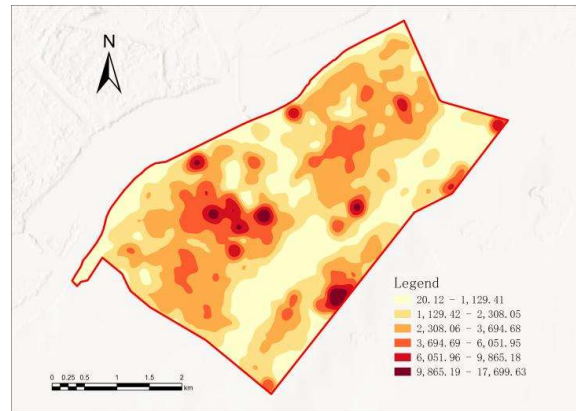 N
Legend
20.12 - 1,129.41
1,129.42 - 2,308.05
2,308.06 - 3,694.68
3,694.69 - 6,051.95
6,051.96 - 9,865.18
9,865.19 - 17,699.63
0 0.25 0.5 1 1.5 2
km